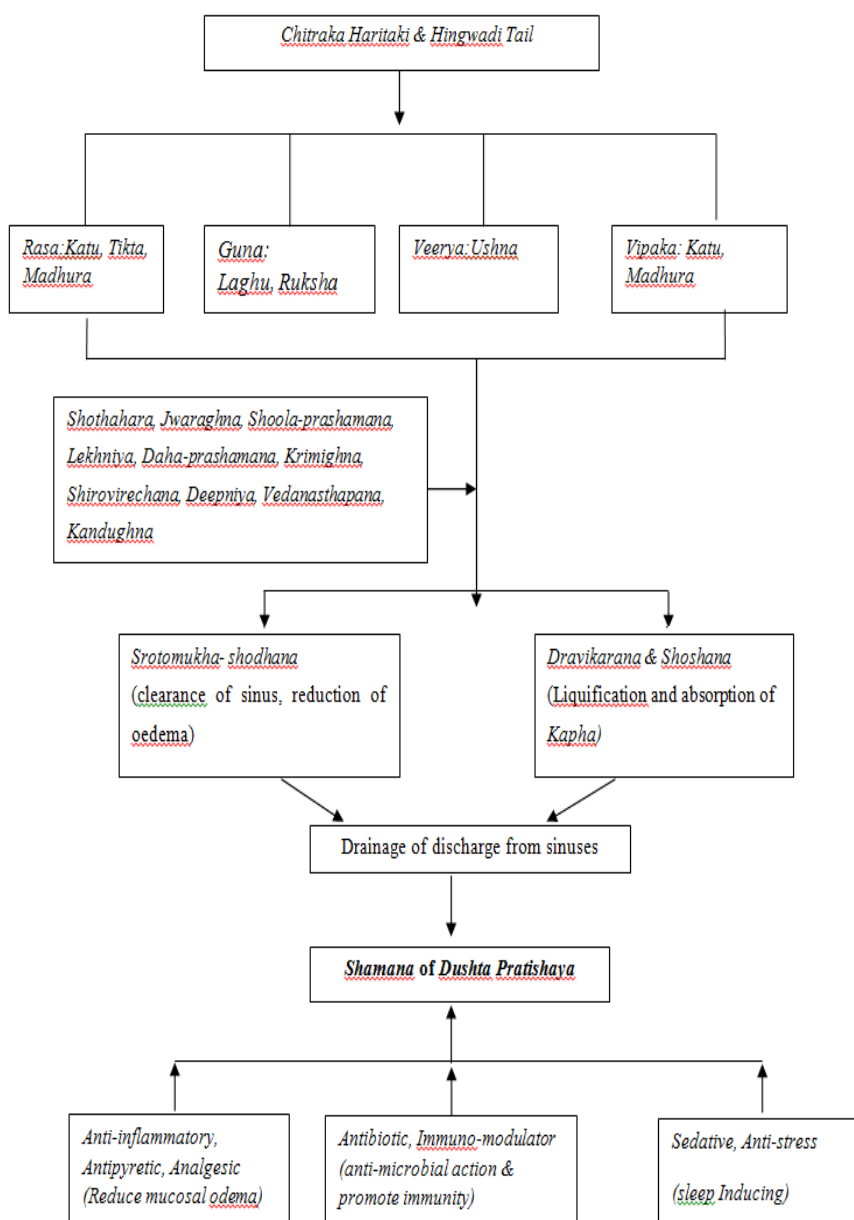 Chitraka Haritaki & Hingwadi Tail
Rasa:Katu, Tikta,
Madhura
Guna:
Laghu, Ruksha
Veerya:Ushna
Vipaka: Katu,
Madhura
Shothahara, Jwaraghna, Shoola-prashamana,
Lekhniya, Daha-prashamana, Krimighna,
Shirovirechana, Deepniya, Vedanasthapana,
Kandughna
Srotomukha- shodhana
(clearance of sinus, reduction of
oedema)
Dravikarana & Shoshana
(Liquification and absorption of
Kapha)
Drainage of discharge from sinuses
Shamana of Dushta Pratishaya
Anti-inflammatory,
Antipyretic, Analgesic
(Reduce mucosal odema)
Antibiotic, Immuno-modulator
(anti-microbial action &
promote immunity)
Sedative, Anti-stress
(sleep Inducing)